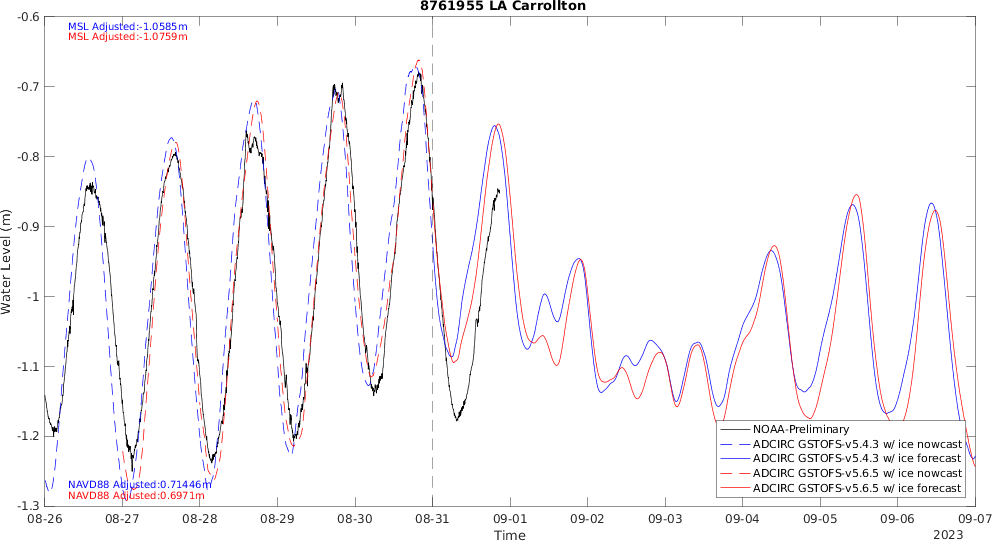 8761955 LA Carrollton
MSL Adjusted:-1.0585m
MSL Adjusted:-1.0759m
Water Level (m)
-0.6
-0.7
-0.8
-0.9
-1
-1.1
-1.2
-1.3
NOAA-Preliminary
ADCIRC GSTOFS-v5.4.3 w/ ice nowcast
ADCIRC GSTOFS-v5.4.3 w/ ice forecast
ADCIRC GSTOFS-v5.6.5 w/ ice nowcast
ADCIRC GSTOFS-v5.6.5 w/ ice forecast
NAVD88 Adjusted:0.71446m
NAVD88 Adjusted:0.6971m
08-26 08-27 08-28 08-29 08-30 08-31 09-01 09-02 09-03 09-04 09-05 09-06 09-07
Time
2023